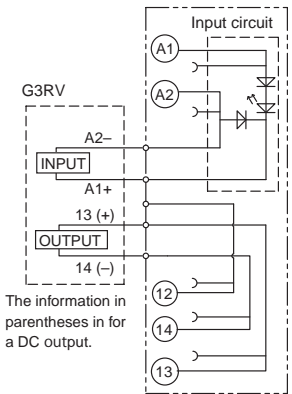 Input circuit
A1
G3RV
A2
A2–
INPUT
A1+
13 (+)
OUTPUT
14 (–)
12
The information in
parentheses in for
a DC output.
14
13